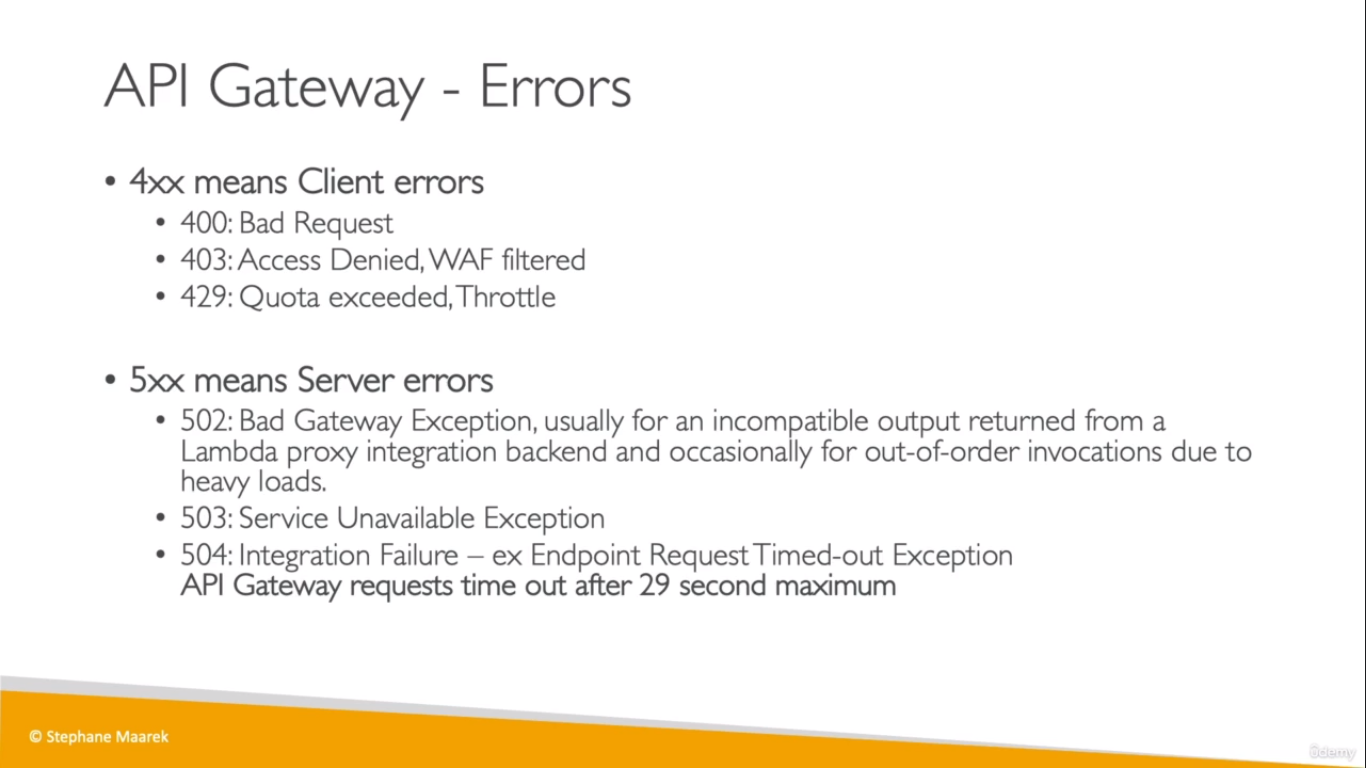 API Gateway - Errors
• 4xx means Client errors
• 400: Bad Request
• 403: Access Denied, WAF filtered
• 429: Quota exceeded, Throttle
• 5xx means Server errors
• 502: Bad Gateway Exception, usually for an incompatible output returned from a
Lambda proxy integration backend and occasionally for out-of-order invocations due to
heavy loads.
• 503: Service Unavailable Exception
• 504: Integration Failure – ex Endpoint Request Timed-out Exception
API Gateway requests time out after 29 second maximum
© Stephane Maarek
ûdemy